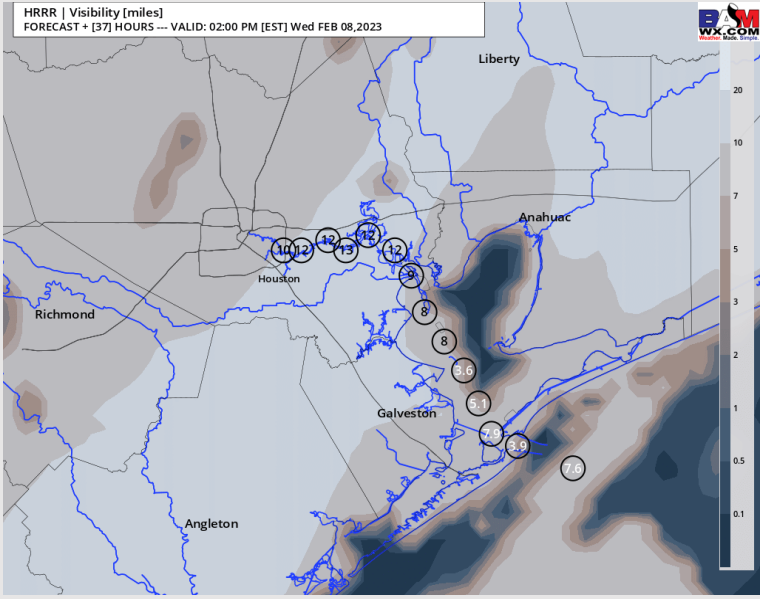 HRRR | Visibility [miles]
FORECAST + [37] HOURS --- VALID: 02:00 PM [EST] Wed FEB 08,2023
BAM
WX.COM
Weather. Made. Simple.
Liberty
20
10
7
Anahuac
12
12
10
12
13
12
5
Houston
9
3
Richmond
8
8
2
3.6
5.1
1
Galveston
7.9
3.9
0.5
7.6
0.1
Angleton